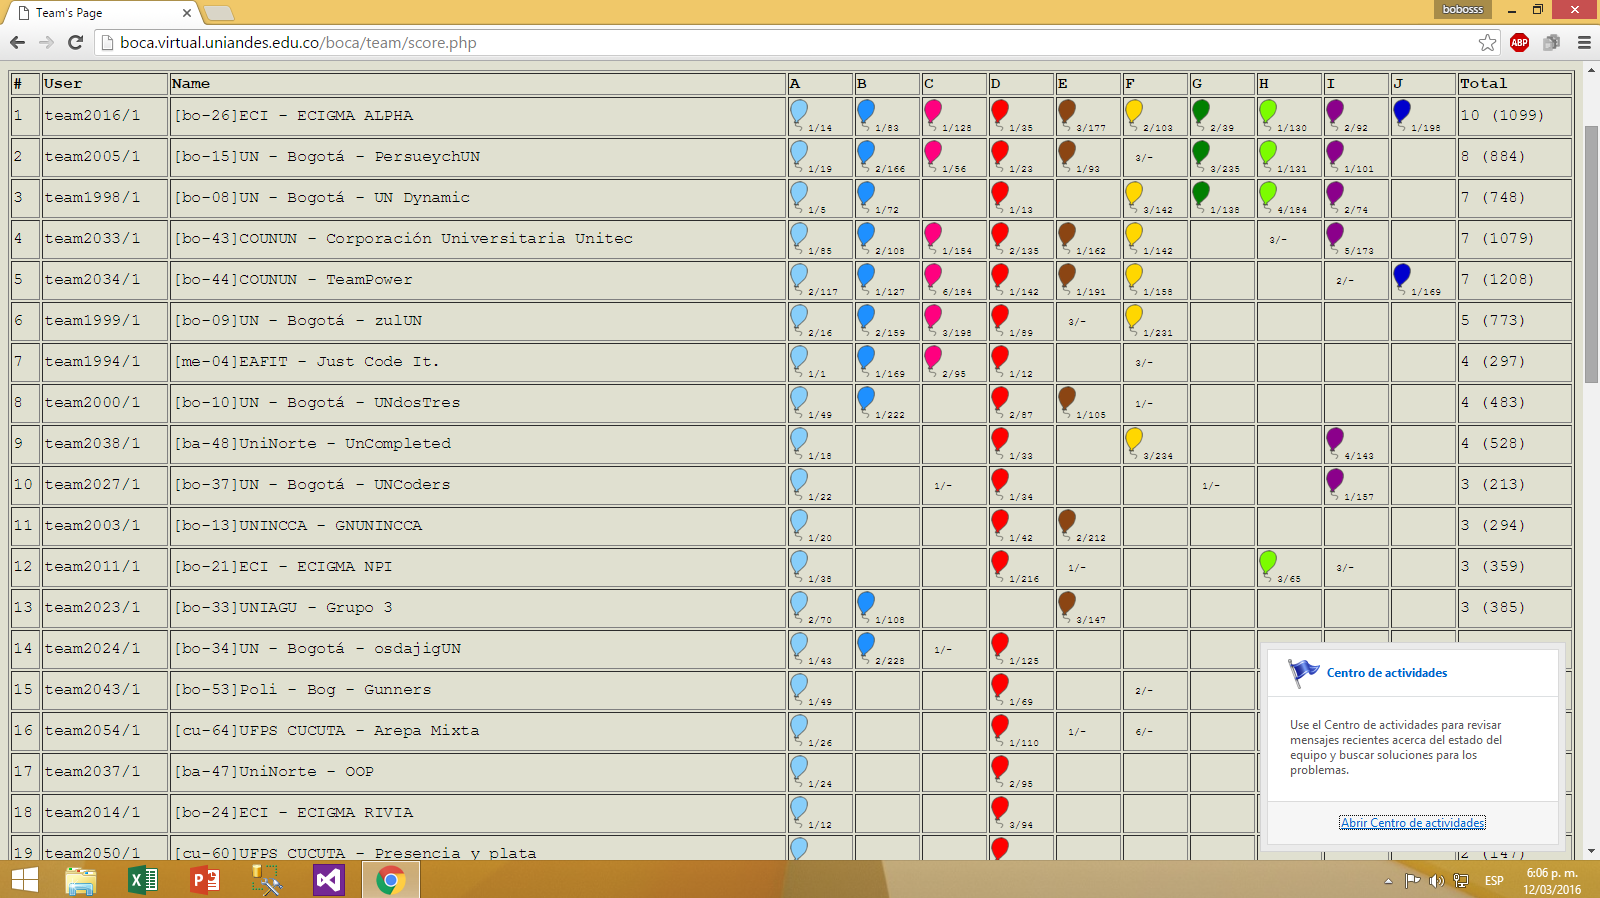 Team's Page
bobosss
boca.virtual.uniandes.edu.co/boca/team/score.php
ABP
# User Name A B C D E F G H I J Total
1 team2016/1 [bo-26]ECI - ECIGMA ALPHA 1/14 1/83 1/128 1/35 3/177 2/103 2/39 1/130 2/92 1/198 10 (1099)
2 team2005/1 [bo-15]UN - Bogotá - PersueychUN 1/19 2/166 1/56 1/23 1/93 3/- 3/235 1/131 1/101 8 (884)
3 team1998/1 [bo-08]UN - Bogotá - UN Dynamic 1/5 1/72 1/13 3/142 1/138 4/184 2/74 7 (748)
4 team2033/1 [bo-43]COUNUN - Corporación Universitaria Unitec 1/85 2/108 1/154 2/135 1/162 1/142 3/- 5/173 7 (1079)
5 team2034/1 [bo-44]COUNUN - TeamPower 2/117 1/127 6/184 1/142 1/191 1/158 2/- 1/169 7 (1208)
6 team1999/1 [bo-09]UN - Bogotá - zulUN 2/16 2/159 3/198 1/89 3/- 1/231 5 (773)
7 team1994/1 [me-04]EAFIT - Just Code It. 1/1 1/169 2/95 1/12 3/- 4 (297)
8 team2000/1 [bo-10]UN - Bogotá - UNdosTres 1/49 1/222 2/87 1/105 1/- 4 (483)
9 team2038/1 [ba-48]UniNorte - UnCompleted 1/18 1/33 3/234 4/143 4 (528)
10 team2027/1 [bo-37]UN - Bogotá - UNCoders 1/22 1/- 1/34 1/- 1/157 3 (213)
11 team2003/1 [bo-13]UNINCCA - GNUNINCCA 1/20 1/42 2/212 3 (294)
12 team2011/1 [bo-21]ECI - ECIGMA NPI 1/38 1/216 1/- 3/65 3/- 3 (359)
13 team2023/1 [bo-33]UNIAGU - Grupo 3 2/70 1/108 3/147 3 (385)
14 team2024/1 [bo-34]UN - Bogotá - osdajigUN 1/43 2/228 1/- 1/125
15 team2043/1 [bo-53]Poli - Bog - Gunners 1/49 1/69 2/-
16 team2054/1 [cu-64]UFPS CUCUTA - Arepa Mixta 1/26 1/110 1/- 6/-
17 team2037/1 [ba-47]UniNorte - OOP 1/24 2/95
18 team2014/1 [bo-24]ECI - ECIGMA RIVIA 1/12 3/94
19 team2050/1 [cu-60]UFPS CUCUTA - Presencia y plata 2 (147)
Centro de actividades
Use el Centro de actividades para revisar
mensajes recientes acerca del estado del
equipo y buscar soluciones para los
problemas.
Abrir Centro de actividades
ESP
6:06 p. m.
12/03/2016